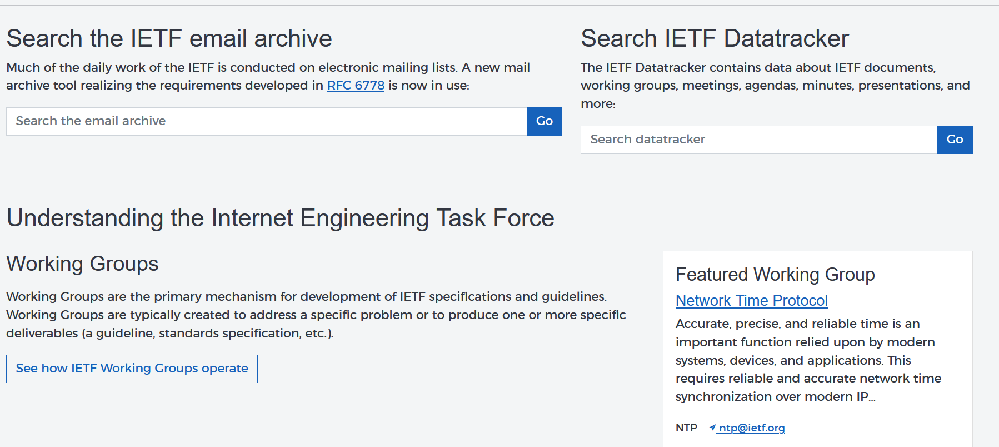 Search the IETF email archive
Much of the daily work of the IETF is conducted on electronic mailing lists. A new mail
archive tool realizing the requirements developed in RFC 6778 is now in use:
Search the email archive
Go
Search IETF Datatracker
The IETF Datatracker contains data about IETF documents,
working groups, meetings, agendas, minutes, presentations, and
more:
Search datatracker
Go
Understanding the Internet Engineering Task Force
Working Groups
Working Groups are the primary mechanism for development of IETF specifications and guidelines.
Working Groups are typically created to address a specific problem or to produce one or more specific
deliverables (a guideline, standards specification, etc.).
See how IETF Working Groups operate
Featured Working Group
Network Time Protocol
Accurate, precise, and reliable time is an
important function relied upon by modern
systems, devices, and applications. This
requires reliable and accurate network time
synchronization over modern IP...
NTP ntp@ietf.org